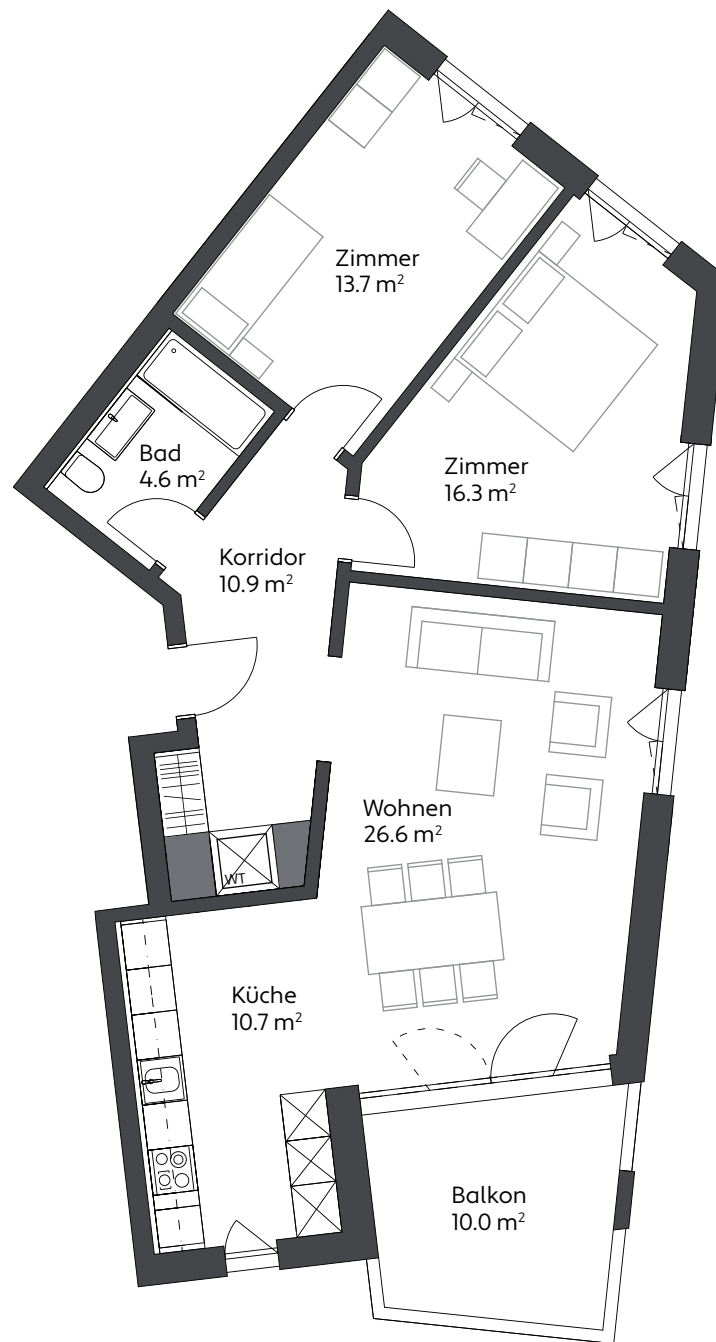 Zimmer
13.7 m²
Zimmer
16.3 m²
Bad
4.6 m²
Korridor
10.9 m²
Wohnen
26.6 m²
WT
Küche
10.7 m²
Balkon
10.0 m²